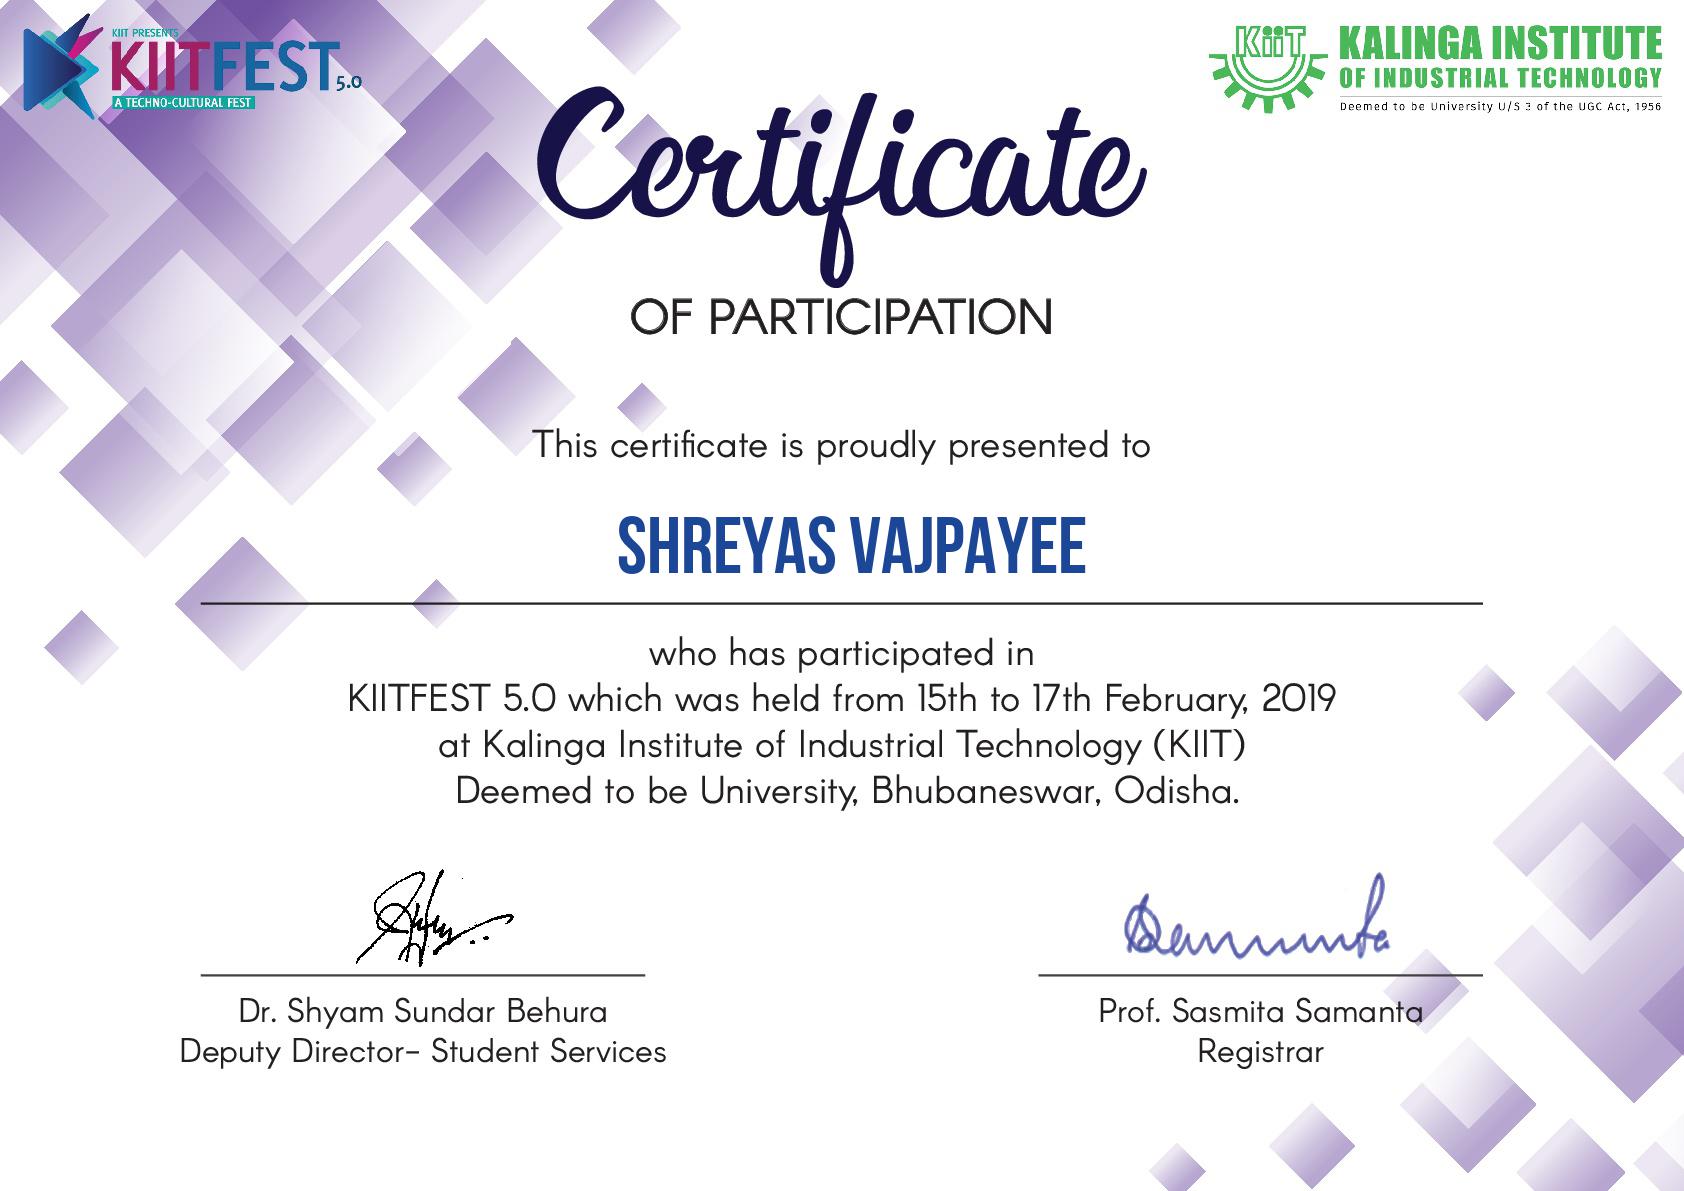 KIIT PRESENTS
KIITFEST 5.0
A TECHNO-CULTURAL FEST
KiiT
KALINGA INSTITUTE
OF INDUSTRIAL TECHNOLOGY
Deemed to be University U/S 3 of the UGC Act, 1956
Certificate
OF PARTICIPATION
This certificate is proudly presented to
SHREYAS VAJPAYEE
who has participated in
KIITFEST 5.0 which was held from 15th to 17th February, 2019
at Kalinga Institute of Industrial Technology (KIIT)
Deemed to be University, Bhubaneswar, Odisha.
Dr. Shyam Sundar Behura
Deputy Director- Student Services
Prof. Sasmita Samanta
Registrar